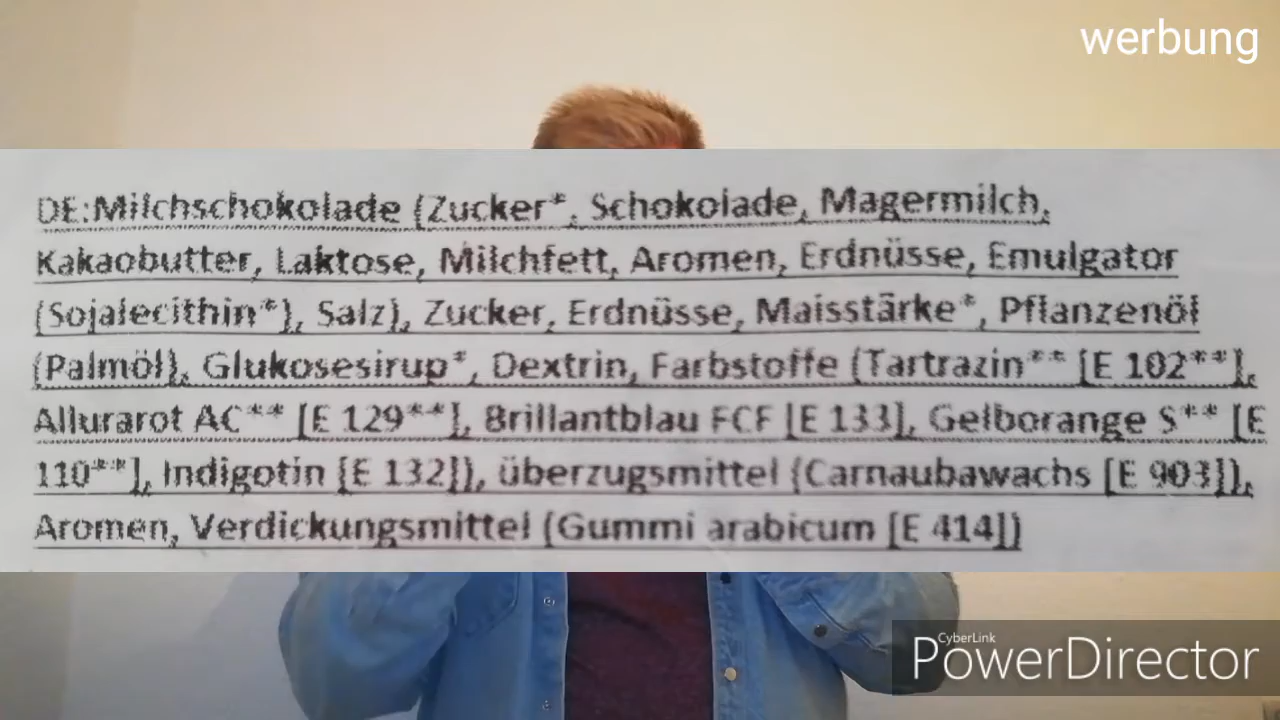 werbung
DE:Milchschokolade (Zucker*, Schokolade, Magermilch,
Kakaobutter, Laktose, Milchfett, Aromen, Erdnüsse, Emulgator
(Sojalecithin*), Salz), Zucker, Erdnüsse, Maisstärke*, Pflanzenöl
(Palmöl), Glukosesirup*, Dextrin, Farbstoffe (Tartrazin** [E 102**],
Allurarot AC** [E 129**], Brillantblau FCF [E 133], Gelborange S** [E
110**], Indigotin [E 132]), überzugsmittel (Carnaubawachs [E 903]),
Aromen, Verdickungsmittel (Gummi arabicum [E 414])
CyberLink
PowerDirector